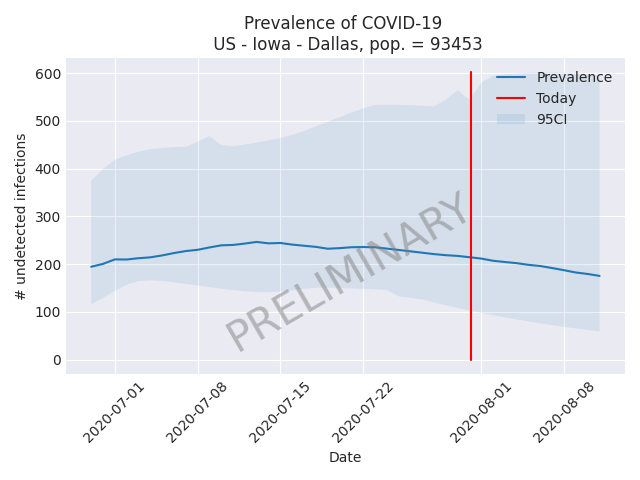 Prevalence of COVID-19
US - Iowa - Dallas, pop. = 93453
600
500
400
300
200
100
0
# undetected infections
Prevalence
Today
95CI
PRELIMINARY
2020-07-01
2020-07-08
2020-07-15
2020-07-22
2020-08-01
2020-08-08
Date